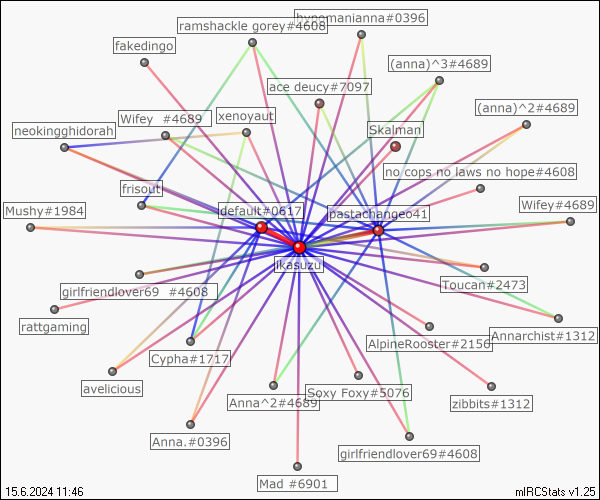 ramshackle gorey#4608
hypomanianna#0396
fakedingo
(anna)^3#4689
ace deucy#7097
(anna)^2#4689
Wifey #4689
xenoyaut
Skalman
neokingghidorah
no cops no laws no hope#4608
frisout
Wifey#4689
Mushy#1984
default#0617
pastachangeo41
ikasuzu
Toucan#2473
girlfriendlover69 #4608
rattgaming
Annarchist#1312
AlpineRooster#2156
Cypha#1717
avelicious
Soxy Foxy#5076
Anna^2#4689
zibbits#1312
Anna.#0396
girlfriendlover69#4608
Mad #6901
15.6.2024 11:46
mIRCStats v1.25